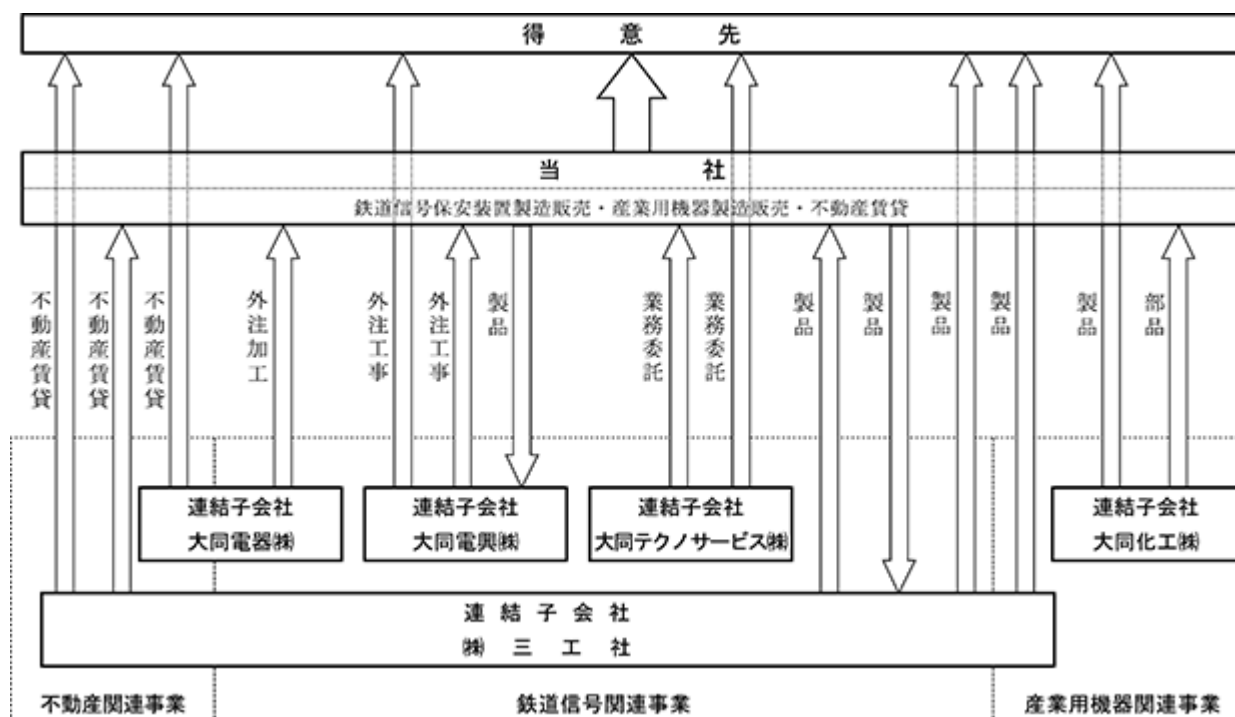 得意先
当社
鉄道信号保安装置製造販売・産業用機器製造販売・不動産賃貸
不動産賃貸
不動産賃貸
不動産賃貸
外注加工
外注工事
外注工事
製品
業務委託
業務委託
製品
製品
製品
製品
製品
部品
連結子会社
大同電器㈱
連結子会社
大同電興㈱
連結子会社
大同テクノサービス㈱
連結子会社
大同化工㈱
連結子会社
㈱三工社
不動産関連事業
鉄道信号関連事業
産業用機器関連事業